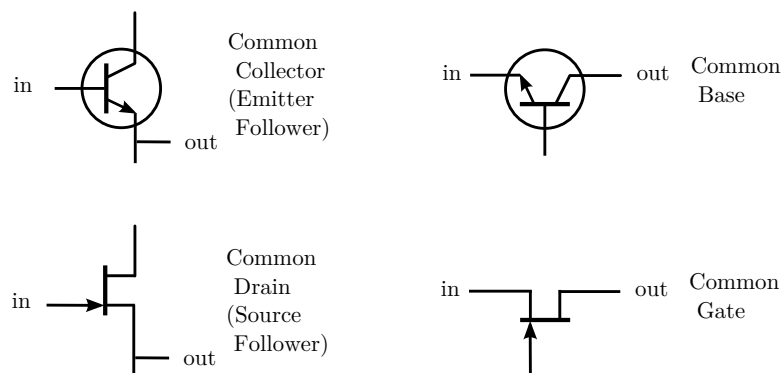 in
out
Common
Collector
(Emitter
Follower)
in
out
Common
Base
in
out
Common
Drain
(Source
Follower)
in
out
Common
Gate